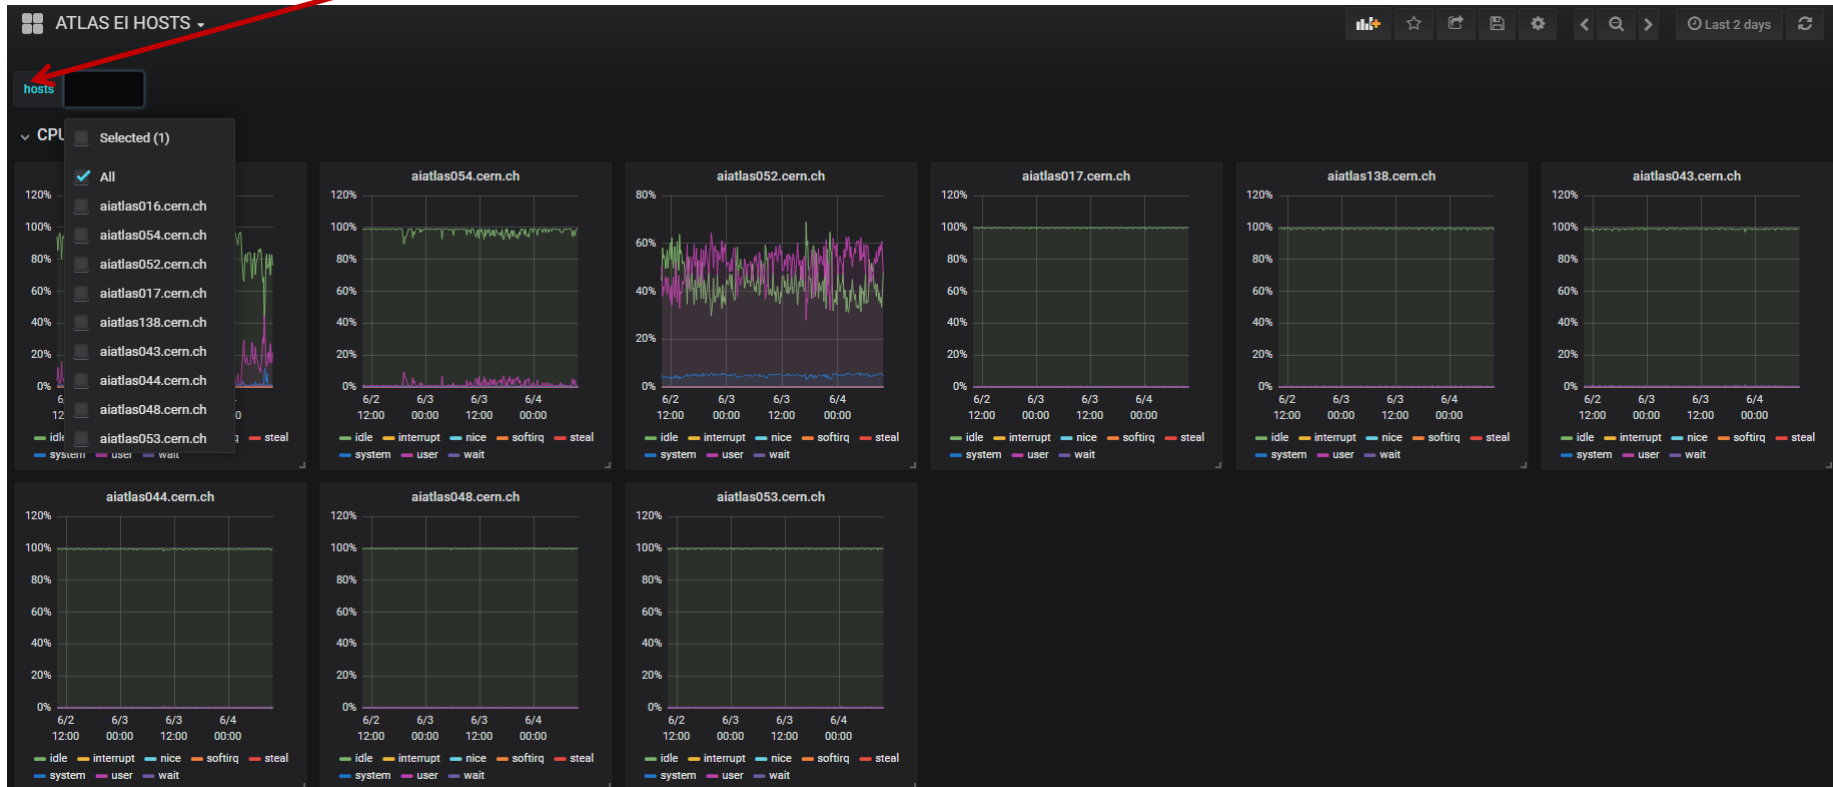 ATLAS EI HOSTS
Last 2 days
hosts
CPU
Selected (1)
All
aiatlas016.cern.ch
aiatlas054.cern.ch
aiatlas052.cern.ch
aiatlas017.cern.ch
aiatlas138.cern.ch
aiatlas043.cern.ch
aiatlas044.cern.ch
aiatlas048.cern.ch
aiatlas053.cern.ch
120%
100%
80%
60%
40%
20%
0%
steal
system user wait
aiatlas054.cern.ch
120%
100%
80%
60%
40%
20%
0%
6/2 6/3 6/3 6/4
12:00 00:00 12:00 00:00
idle interrupt nice softirq steal
system user wait
aiatlas052.cern.ch
80%
60%
40%
20%
0%
6/2 6/3 6/3 6/4
12:00 00:00 12:00 00:00
idle interrupt nice softirq steal
system user wait
aiatlas017.cern.ch
120%
100%
80%
60%
40%
20%
0%
6/2 6/3 6/3 6/4
12:00 00:00 12:00 00:00
idle interrupt nice softirq steal
system user wait
aiatlas138.cern.ch
120%
100%
80%
60%
40%
20%
0%
6/2 6/3 6/3 6/4
12:00 00:00 12:00 00:00
idle interrupt nice softirq steal
system user wait
aiatlas043.cern.ch
120%
100%
80%
60%
40%
20%
0%
6/2 6/3 6/3 6/4
12:00 00:00 12:00 00:00
idle interrupt nice softirq steal
system user wait
aiatlas044.cern.ch
120%
100%
80%
60%
40%
20%
0%
6/2 6/3 6/3 6/4
12:00 00:00 12:00 00:00
idle interrupt nice softirq steal
system user wait
aiatlas048.cern.ch
120%
100%
80%
60%
40%
20%
0%
6/2 6/3 6/3 6/4
12:00 00:00 12:00 00:00
idle interrupt nice softirq steal
system user wait
aiatlas053.cern.ch
120%
100%
80%
60%
40%
20%
0%
6/2 6/3 6/3 6/4
12:00 00:00 12:00 00:00
idle interrupt nice softirq steal
system user wait